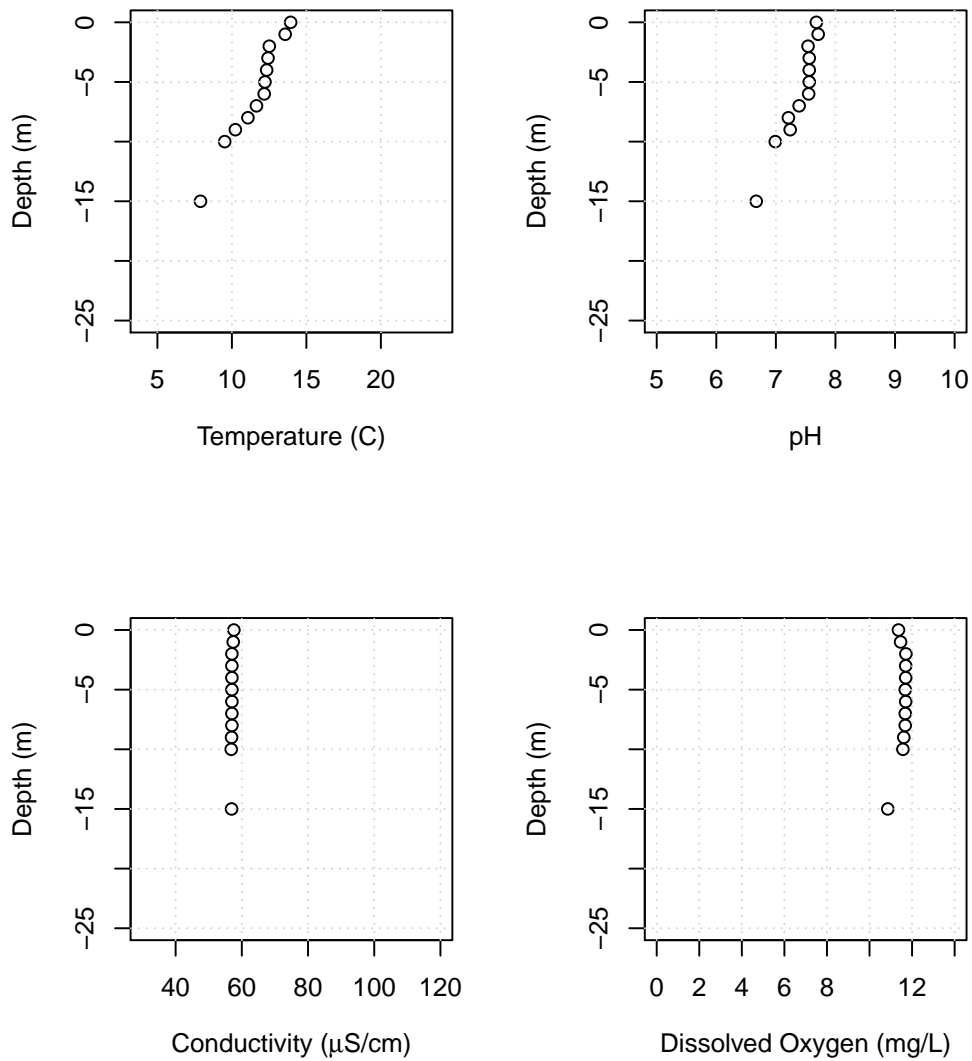 0
−5
−15
−25
Depth (m)
5 10 15 20
Temperature (C)
0
−5
−15
−25
Depth (m)
5 6 7 8 9 10
pH
0
−5
−15
−25
Depth (m)
40 60 80 100 120
Conductivity (µS/cm)
0
−5
−15
−25
Depth (m)
0 2 4 6 8 12
Dissolved Oxygen (mg/L)